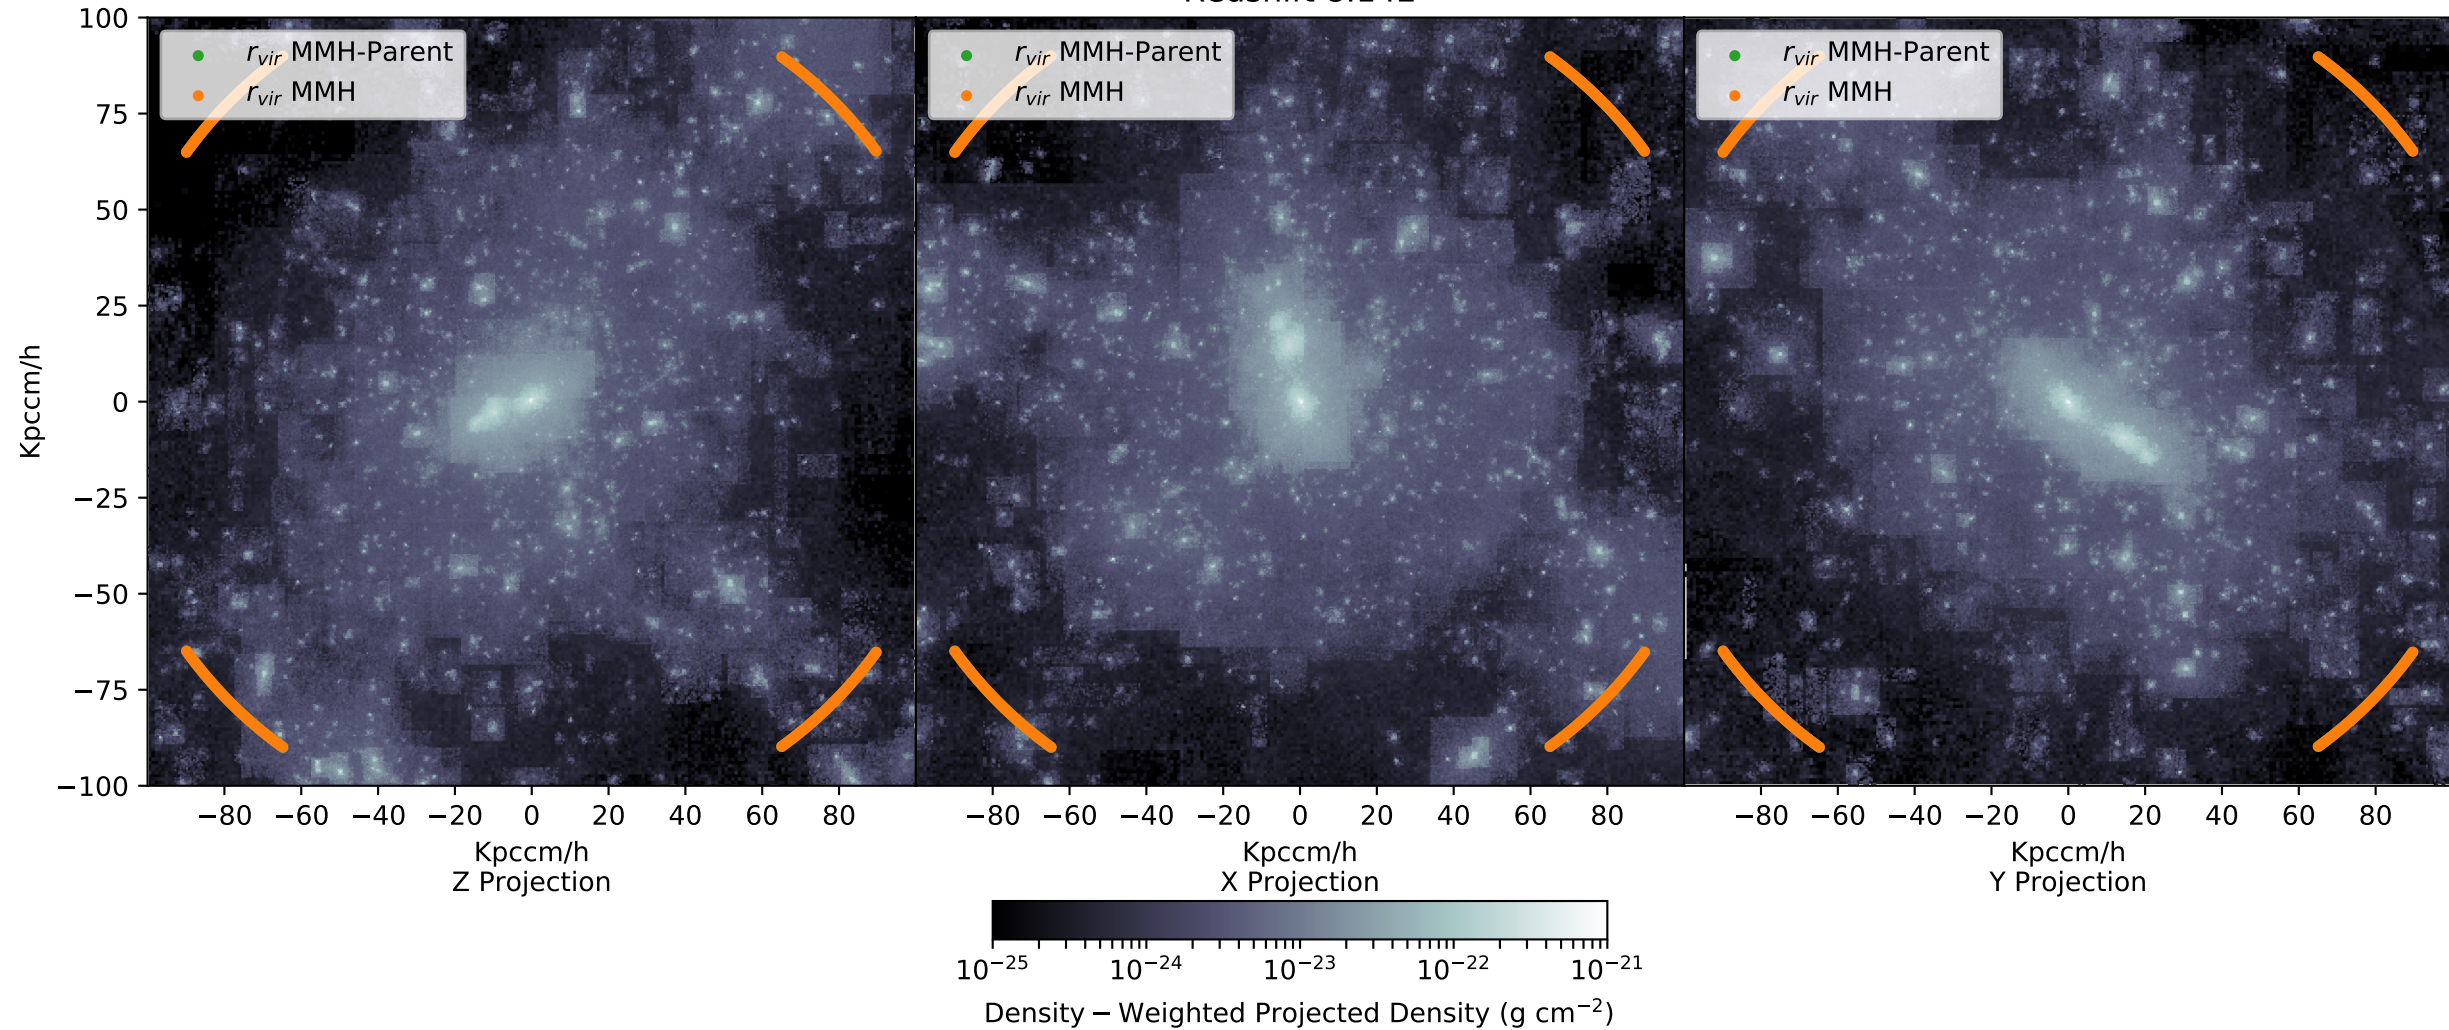 r_vir MMH-Parent
r_vir MMH
r_vir MMH-Parent
r_vir MMH
r_vir MMH-Parent
r_vir MMH
100
75
50
25
0
−25
−50
−75
−100
Kpccm/h
−80 −60 −40 −20 0 20 40 60 80
−80 −60 −40 −20 0 20 40 60 80
−80 −60 −40 −20 0 20 40 60 80
Kpccm/h
Z Projection
Kpccm/h
X Projection
Kpccm/h
Y Projection
10^−25 10^−24 10^−23 10^−22 10^−21
Density − Weighted Projected Density (g cm^−2)